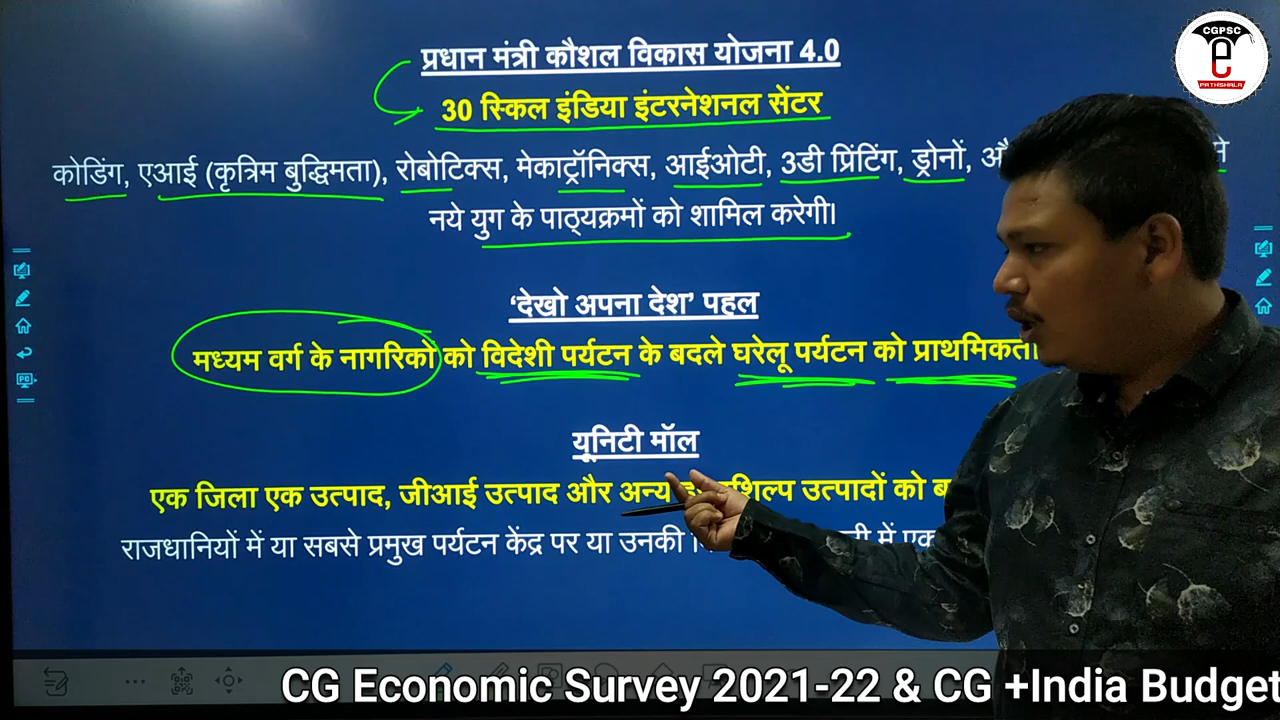 CGPSC
e
PATHSHALA
प्रधान मंत्री कौशल विकास योजना 4.0
30 स्किल इंडिया इंटरनेशनल सेंटर
कोडिंग, एआई (कृत्रिम बुद्धिमता), रोबोटिक्स, मेकाट्रॉनिक्स, आईओटी, 3डी प्रिंटिंग, ड्रोनों,
नये युग के पाठ्यक्रमों को शामिल करेगी।
‘देखो अपना देश’ पहल
मध्यम वर्ग के नागरिको को विदेशी पर्यटन के बदले घरेलू पर्यटन को प्राथमिकता
यूनिटी मॉल
एक जिला एक उत्पाद, जीआई उत्पाद और अन्य उत्पादों को
राजधानियों में या सबसे प्रमुख पर्यटन केंद्र पर या उनकी में एक
CG Economic Survey 2021-22 & CG +India Budget